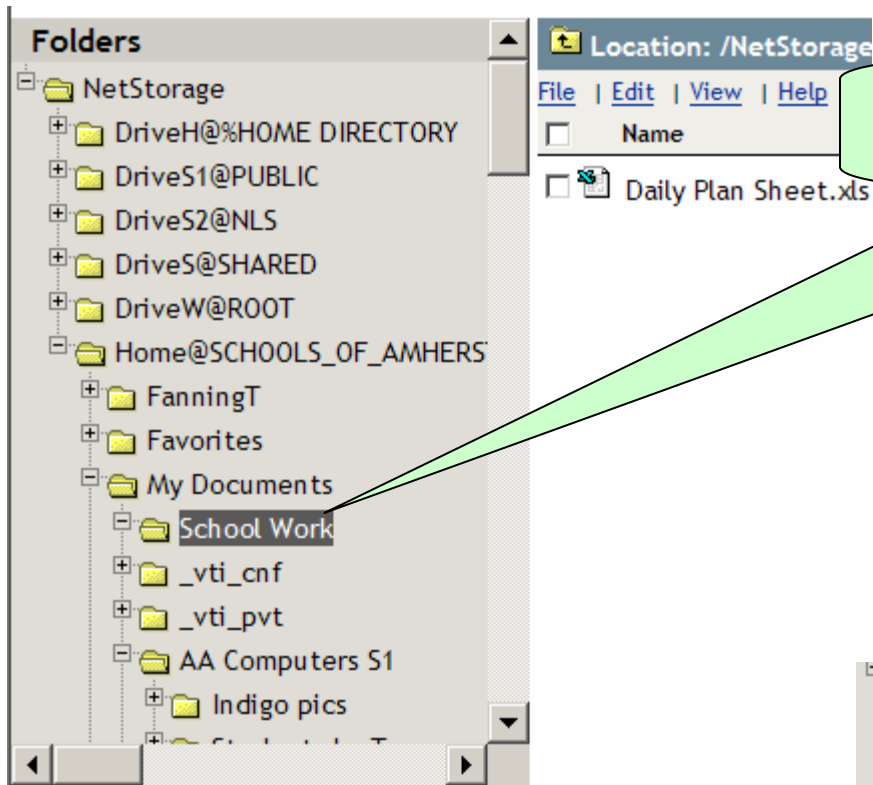 Folders
NetStorage
DriveH@%HOME DIRECTORY
DriveS1@PUBLIC
DriveS2@NLS
DriveS@SHARED
DriveW@ROOT
Home@SCHOOLS_OF_AMHERS
FanningT
Favorites
My Documents
School Work
_vti_cnf
_vti_pvt
AA Computers S1
Indigo pics
Location: /NetStorage
File | Edit | View | Help
Name
Daily Plan Sheet.xls